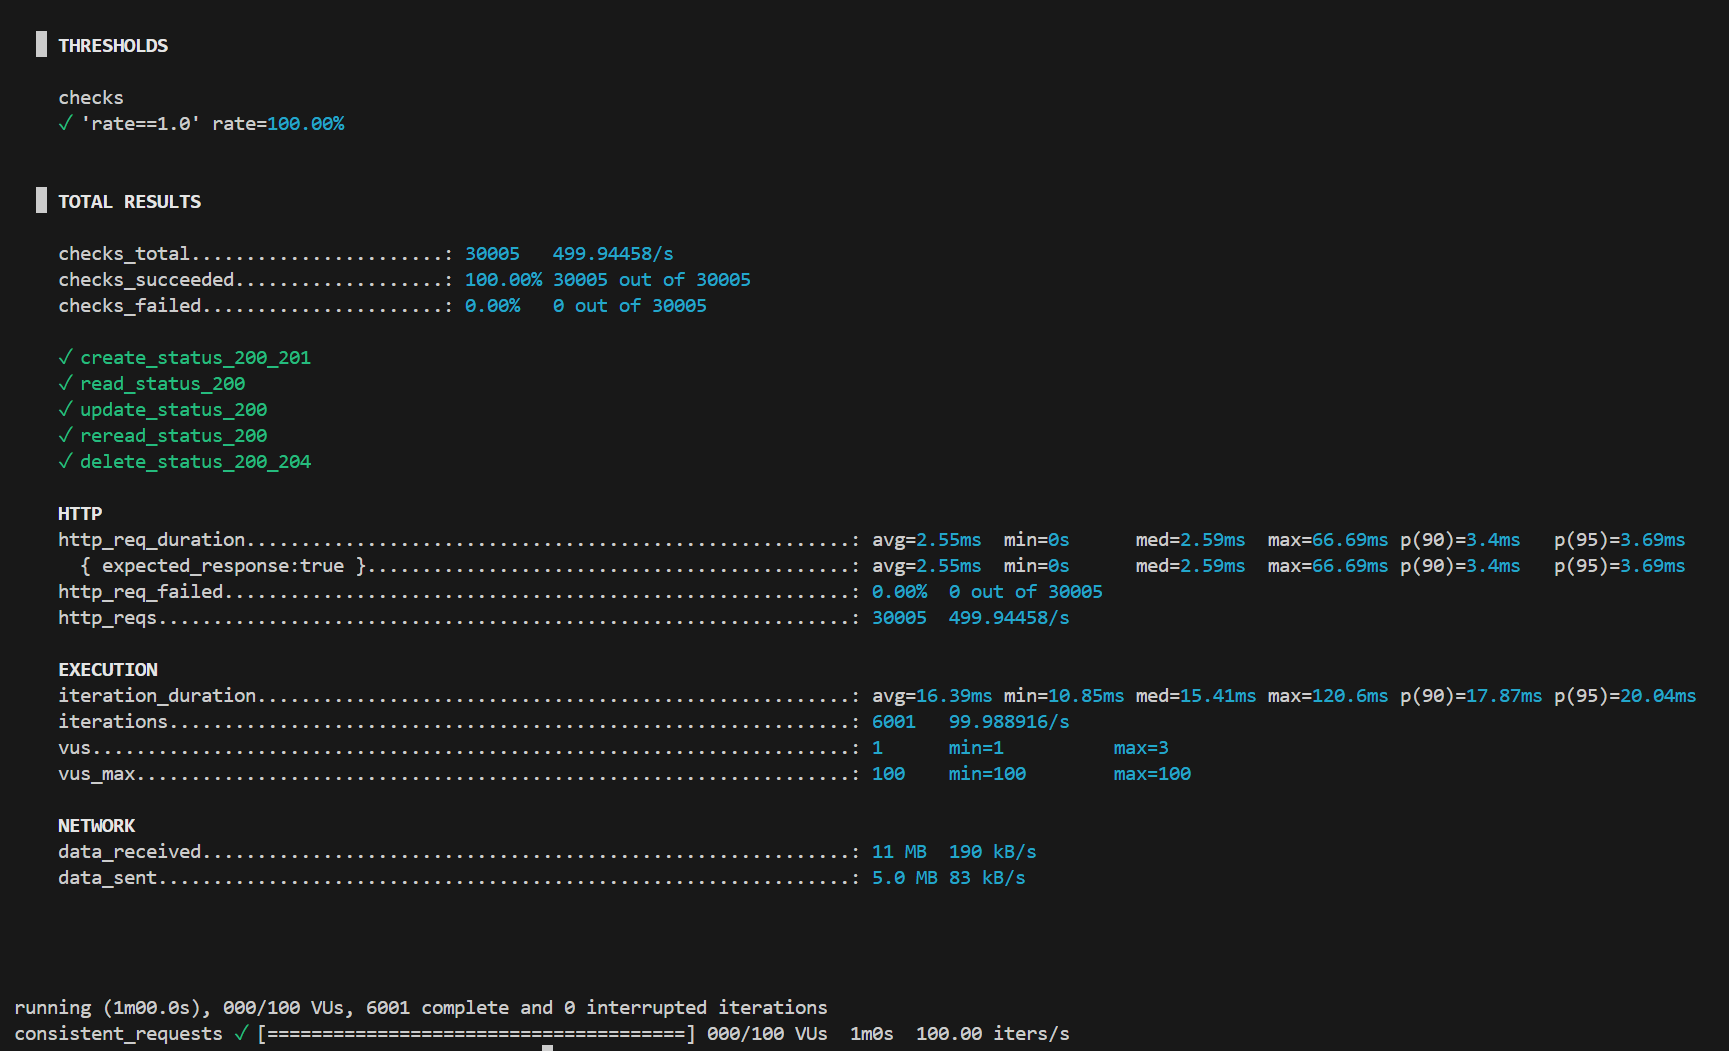 THRESHOLDS
checks
✓ 'rate==1.0' rate=100.00%
TOTAL RESULTS
checks_total.......................: 30005   499.94458/s
checks_succeeded...................: 100.00% 30005 out of 30005
checks_failed......................: 0.00%   0 out of 30005
✓ create_status_200_201
✓ read_status_200
✓ update_status_200
✓ reread_status_200
✓ delete_status_200_204
HTTP
http_req_duration.......................................................: avg=2.55ms  min=0s      med=2.59ms  max=66.69ms p(90)=3.4ms   p(95)=3.69ms
{ expected_response:true }............................................: avg=2.55ms  min=0s      med=2.59ms  max=66.69ms p(90)=3.4ms   p(95)=3.69ms
http_req_failed.........................................................: 0.00%  0 out of 30005
http_reqs...............................................................: 30005  499.94458/s
EXECUTION
iteration_duration......................................................: avg=16.39ms min=10.85ms med=15.41ms max=120.6ms p(90)=17.87ms p(95)=20.04ms
iterations..............................................................: 6001   99.988916/s
vus.....................................................................: 1      min=1          max=3
vus_max.................................................................: 100    min=100        max=100
NETWORK
data_received...........................................................: 11 MB  190 kB/s
data_sent...............................................................: 5.0 MB 83 kB/s
running (1m00.0s), 000/100 VUs, 6001 complete and 0 interrupted iterations
consistent_requests ✓ [======================================] 000/100 VUs  1m0s  100.00 iters/s